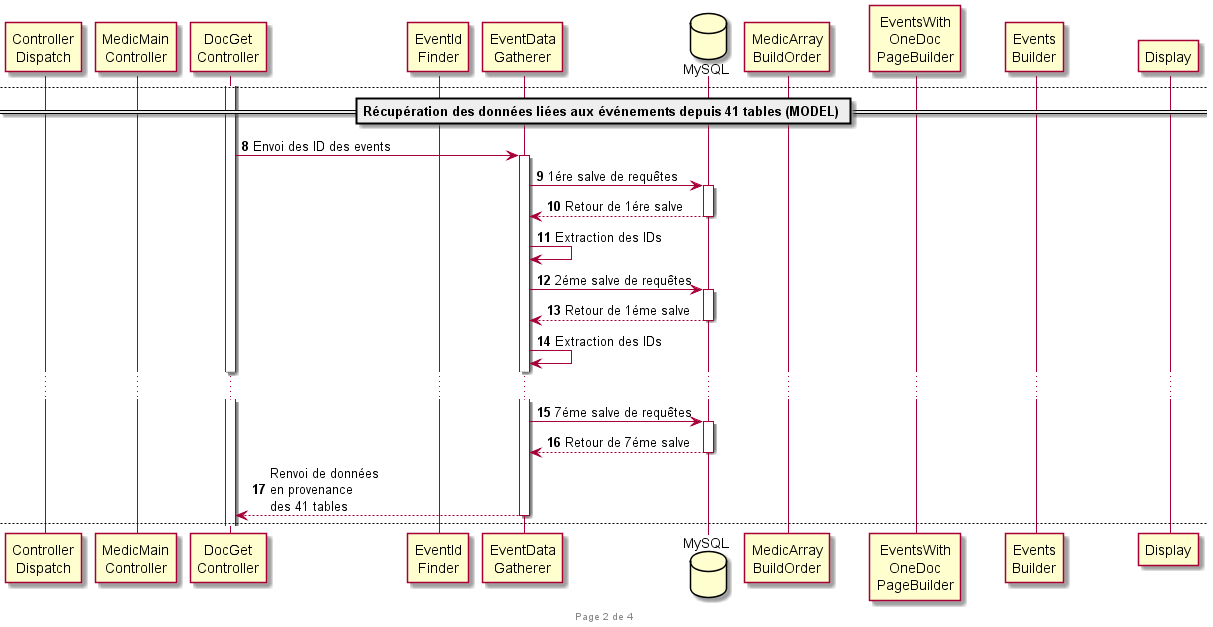 Controller
Dispatch
MedicMain
Controller
DocGet
Controller
EventId
Finder
EventData
Gatherer
MySQL
MedicArray
BuildOrder
EventsWith
OneDoc
PageBuilder
Events
Builder
Display
Récupération des données liées aux événements depuis 41 tables (MODEL)
8 Envoi des ID des events
9 1ére salve de requêtes
10 Retour de 1ére salve
11 Extraction des IDs
12 2éme salve de requêtes
13 Retour de 1éme salve
14 Extraction des IDs
15 7éme salve de requêtes
16 Retour de 7éme salve
Renvoi de données
17 en provenance
des 41 tables
Controller
Dispatch
MedicMain
Controller
DocGet
Controller
EventId
Finder
EventData
Gatherer
MySQL
MedicArray
BuildOrder
EventsWith
OneDoc
PageBuilder
Events
Builder
Display
Page 2 de 4